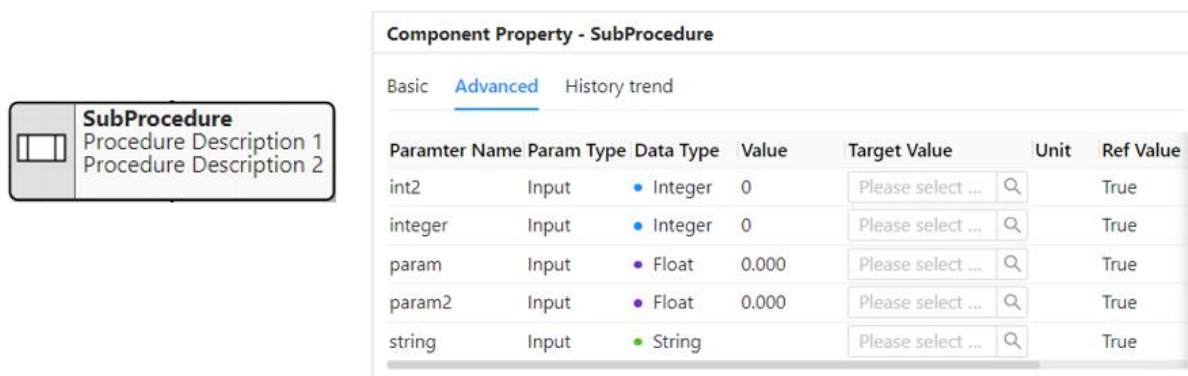 SubProcedure
Procedure Description 1
Procedure Description 2
Component Property - SubProcedure
Basic Advanced History trend
Paramter Name Param Type Data Type Value Target Value Unit Ref Value
int2 Input Integer 0 Please select ... True
integer Input Integer 0 Please select ... True
param Input Float 0.000 Please select ... True
param2 Input Float 0.000 Please select ... True
string Input String Please select ... True